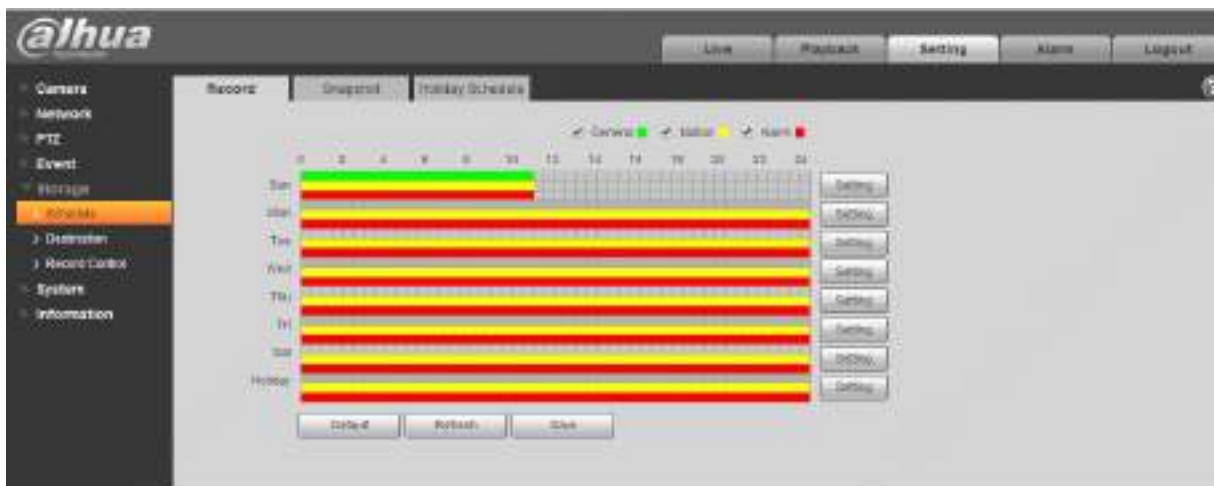 alhua
Live Playback Setting Alarm Logout
Record Snapshot Holiday Schedule
Camera
Network
PTZ
Event
Storage
Schedule
Destination
Record Control
System
Information
General Motion Alarm
0 2 4 6 8 10 12 14 16 18 20 22 24
Sun Setting
Mon Setting
Tue Setting
Wed Setting
Thu Setting
Fri Setting
Sat Setting
Holiday Setting
Default Refresh Save